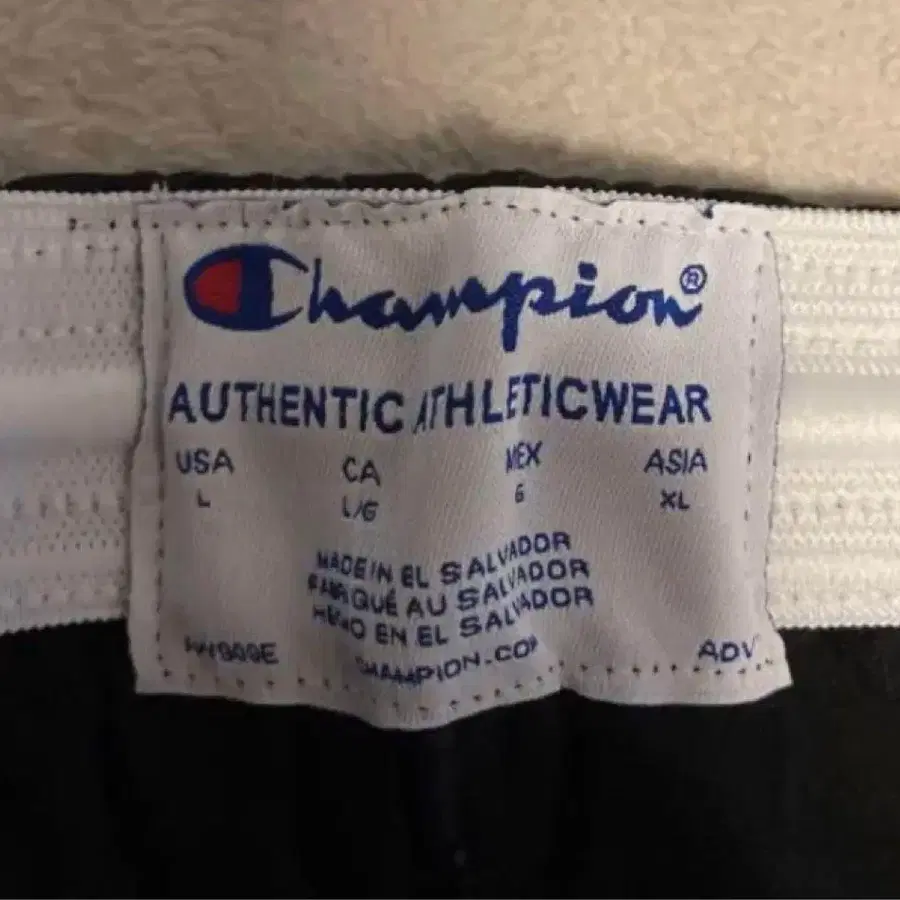 Champion®
AUTHENTIC ATHLETICWEAR
USA CA MEX ASIA
L L/G G XL
MADE IN EL SALVADOR
FABRIQUÉ AU SALVADOR
HECHO EN EL SALVADOR
CHAMPION.COM
ADV